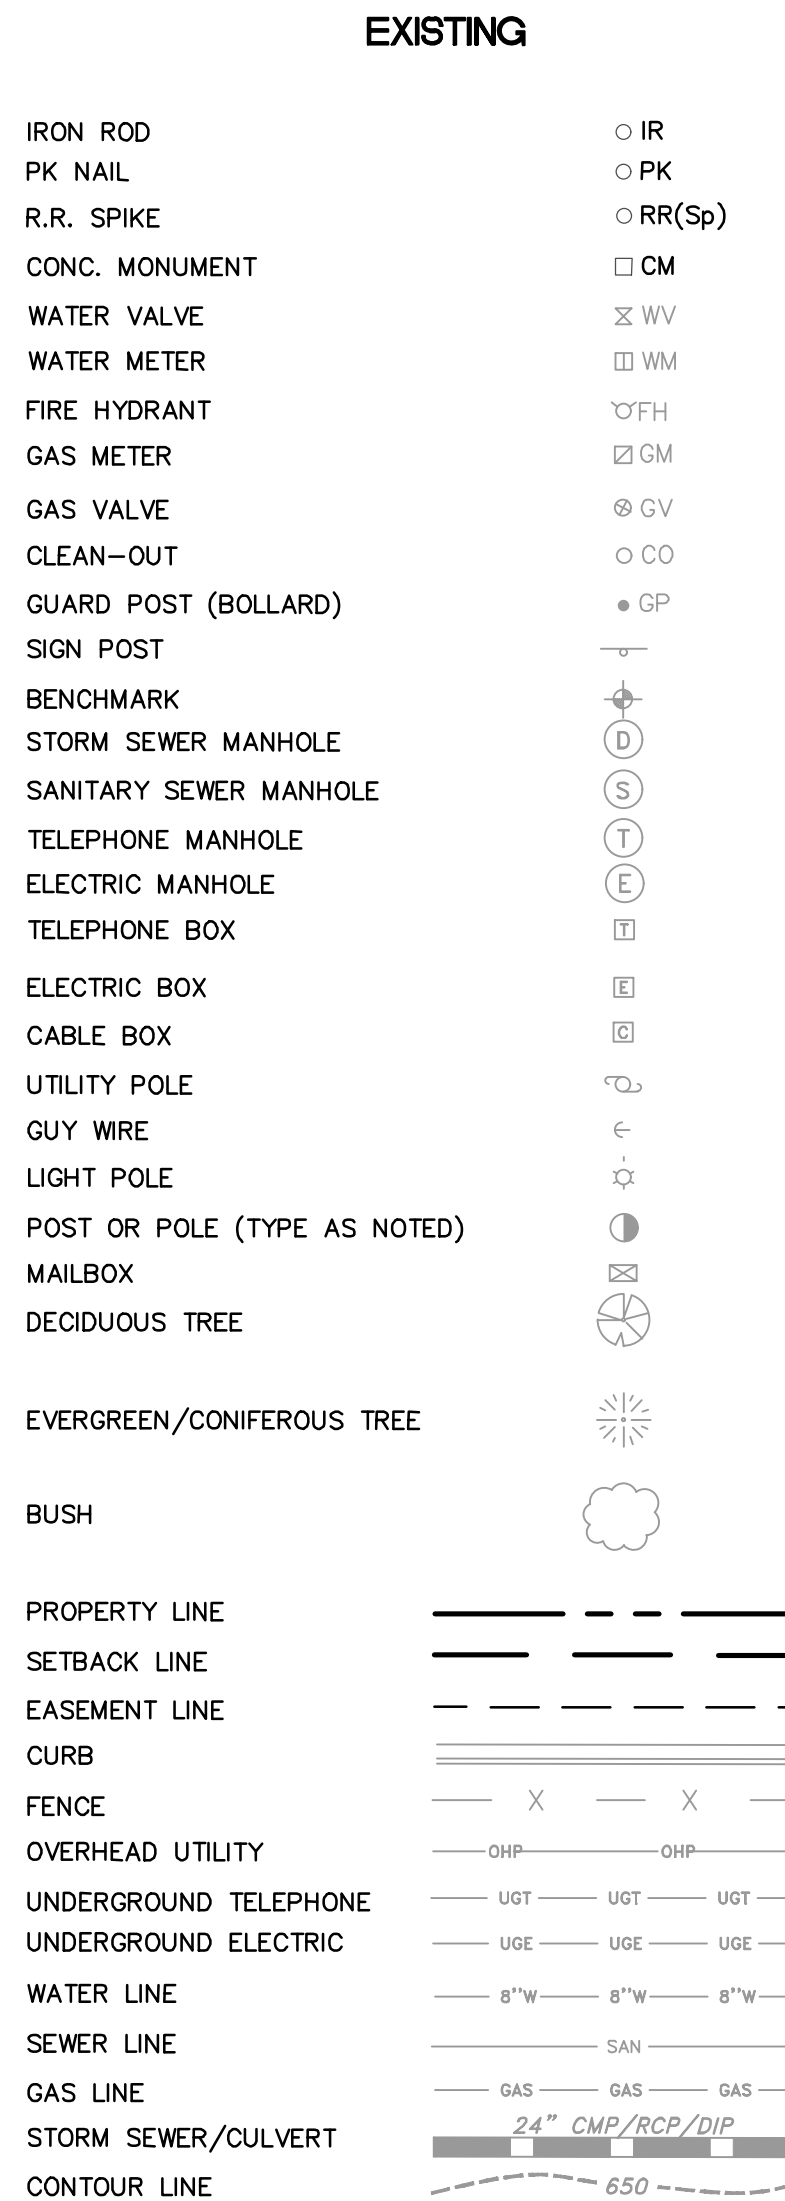 EXISTING
IRON ROD IR
PK NAIL PK
R.R. SPIKE RR(Sp)
CONC. MONUMENT CM
WATER VALVE WV
WATER METER WM
FIRE HYDRANT FH
GAS METER GM
GAS VALVE GV
CLEAN-OUT CO
GUARD POST (BOLLARD) GP
SIGN POST
BENCHMARK
STORM SEWER MANHOLE D
SANITARY SEWER MANHOLE S
TELEPHONE MANHOLE T
ELECTRIC MANHOLE E
TELEPHONE BOX T
ELECTRIC BOX E
CABLE BOX C
UTILITY POLE
GUY WIRE
LIGHT POLE
POST OR POLE (TYPE AS NOTED)
MAILBOX
DECIDUOUS TREE
EVERGREEN/CONIFEROUS TREE
BUSH
PROPERTY LINE
SETBACK LINE
EASEMENT LINE
CURB
FENCE X X
OVERHEAD UTILITY OHP OHP
UNDERGROUND TELEPHONE UGT UGT UGT
UNDERGROUND ELECTRIC UGE UGE UGE
WATER LINE 8''W 8''W 8''W
SEWER LINE SAN
GAS LINE GAS GAS GAS
24" CMP/RCP/DIP
STORM SEWER/CULVERT
CONTOUR LINE 650